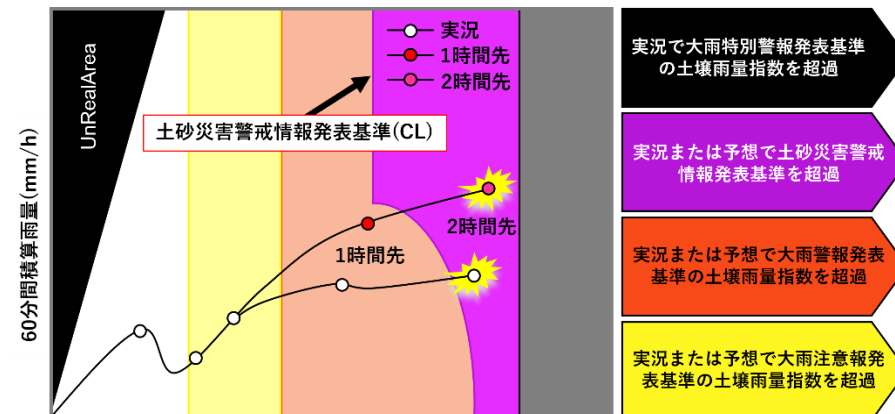 60分間積算雨量(mm/h)
UnRealArea
実況
1時間先
2時間先
土砂災害警戒情報発表基準(CL)
2時間先
1時間先
実況で大雨特別警報発表基準
の土壌雨量指数を超過
実況または予想で土砂災害警戒
情報発表基準を超過
実況または予想で大雨警報発表
基準の土壌雨量指数を超過
実況または予想で大雨注意報発
表基準の土壌雨量指数を超過